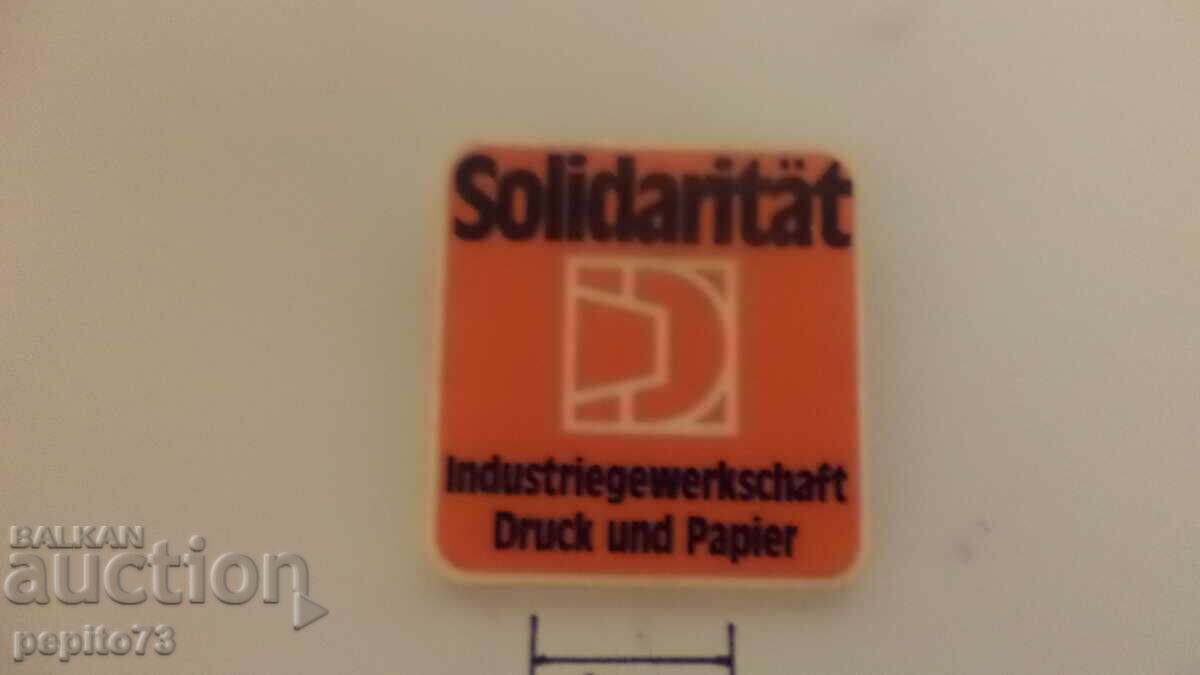 Solidarität
Industriegewerkschaft
Druck und Papier
BALKAN
auction
pepito73